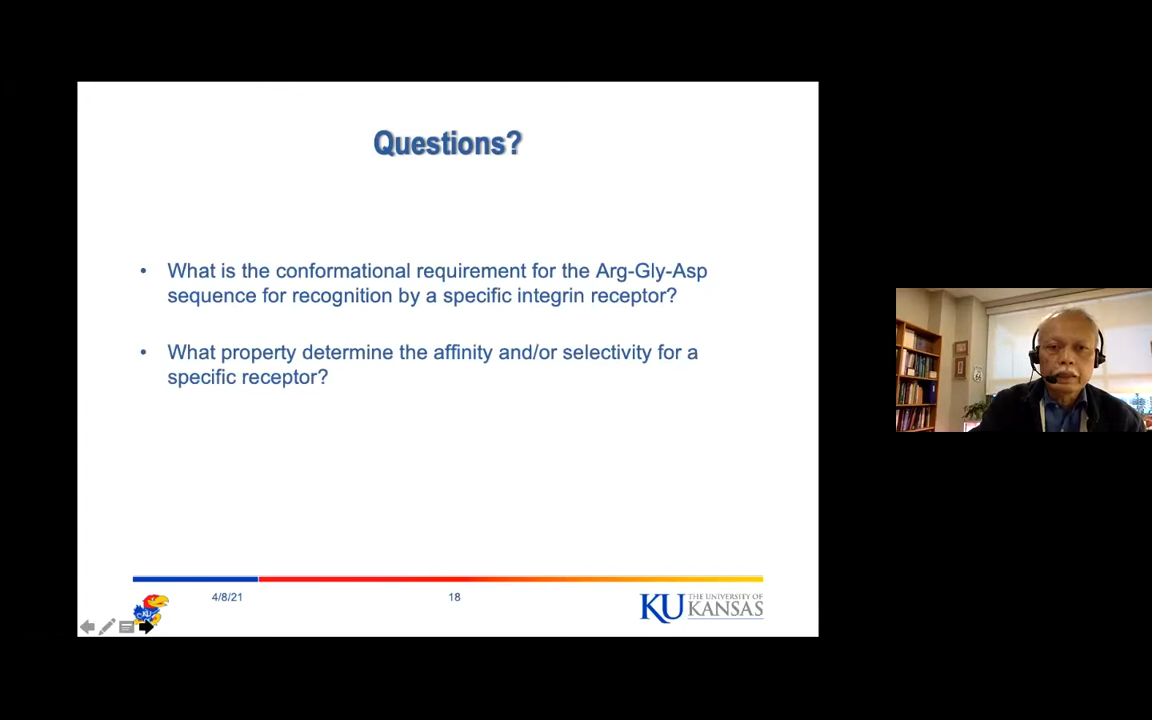 Questions?
• What is the conformational requirement for the Arg-Gly-Asp
sequence for recognition by a specific integrin receptor?
• What property determine the affinity and/or selectivity for a
specific receptor?
4/8/21
18
KU THE UNIVERSITY OF
KANSAS